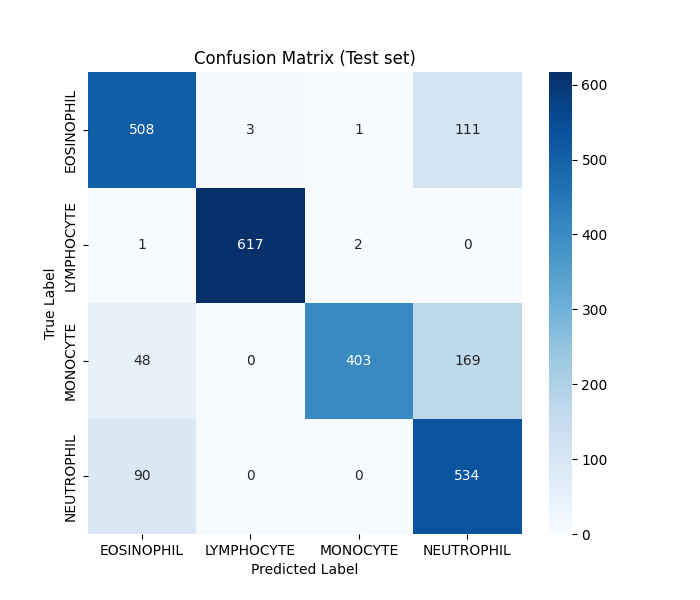 Confusion Matrix (Test set)
True Label
EOSINOPHIL
508 3 1 111
LYMPHOCYTE
1 617 2 0
MONOCYTE
48 0 403 169
NEUTROPHIL
90 0 0 534
EOSINOPHIL LYMPHOCYTE MONOCYTE NEUTROPHIL
Predicted Label
600
500
400
300
200
100
0